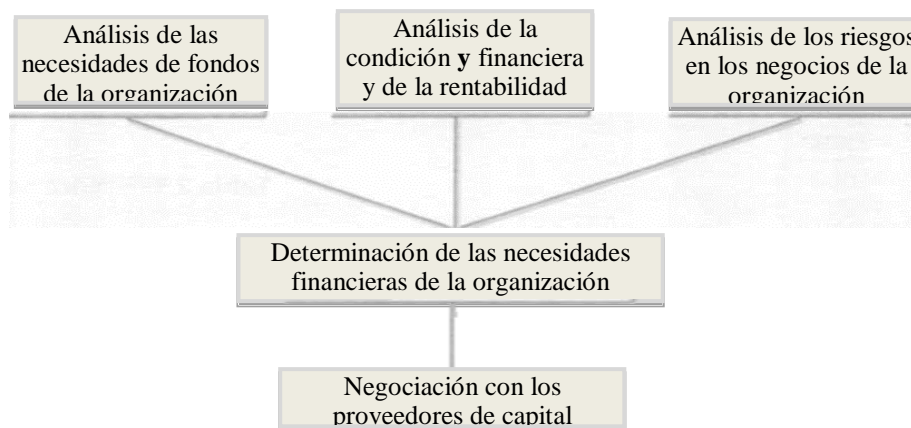 Análisis de las
necesidades de fondos
de la organización
Análisis de la
condición y financiera
y de la rentabilidad
Análisis de los riesgos
en los negocios de la
organización
Determinación de las necesidades
financieras de la organización
Negociación con los
proveedores de capital